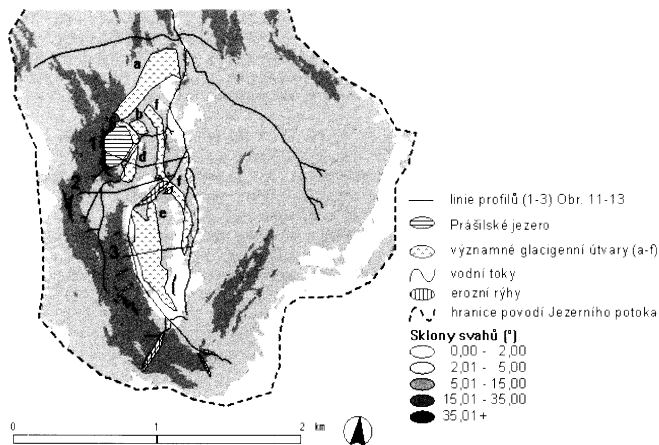 a
f
g
b
1
d
2
f
a
e
3
f
linie profilů (1-3) Obr. 11-13
Prášilské jezero
významné glacigenní útvary (a-f)
vodní toky
erozní rýhy
hranice povodí Jezerního potoka
Sklony svahů (°)
0,00 - 2,00
2,01 - 5,00
5,01 - 15,00
15,01 - 35,00
35,01 +
0 1 2 km